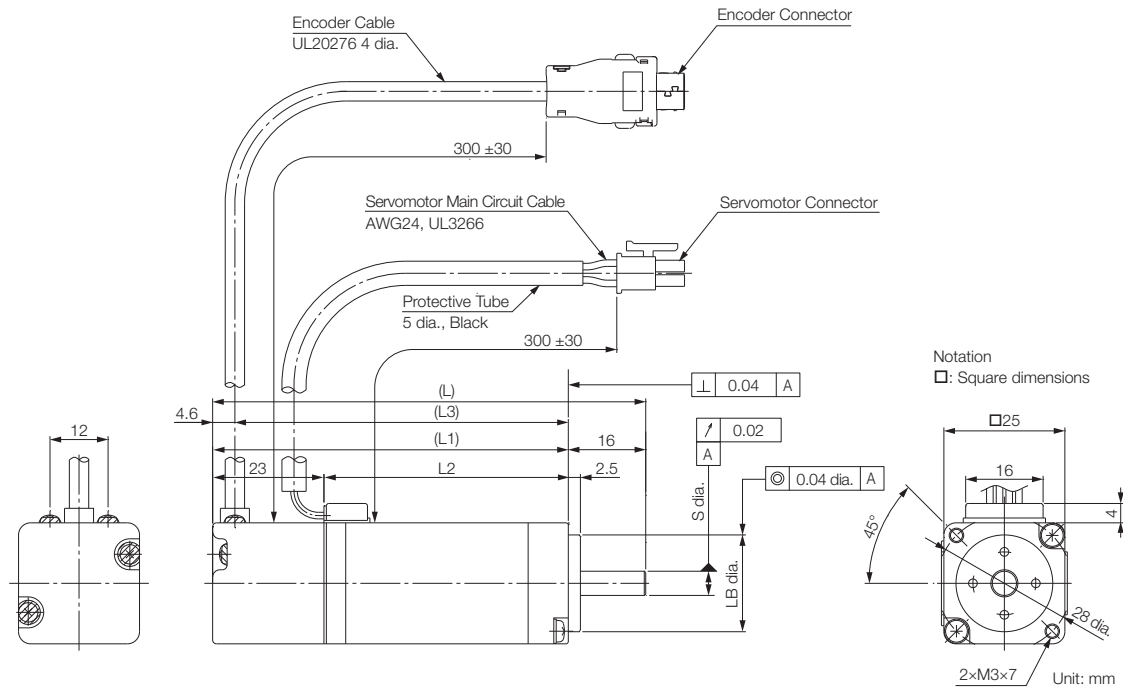 Encoder Cable
UL20276 4 dia.
Encoder Connector
300 ±30
Servomotor Main Circuit Cable
AWG24, UL3266
Servomotor Connector
Protective Tube
5 dia., Black
300 ±30
Notation
□: Square dimensions
⊥ 0.04 A
(L)
4.6
(L3)
↗ 0.02
A
□25
12
(L1)
16
16
23
L2
2.5
◎ 0.04 dia. A
S dia.
4
45°
LB dia.
28 dia.
2×M3×7
Unit: mm